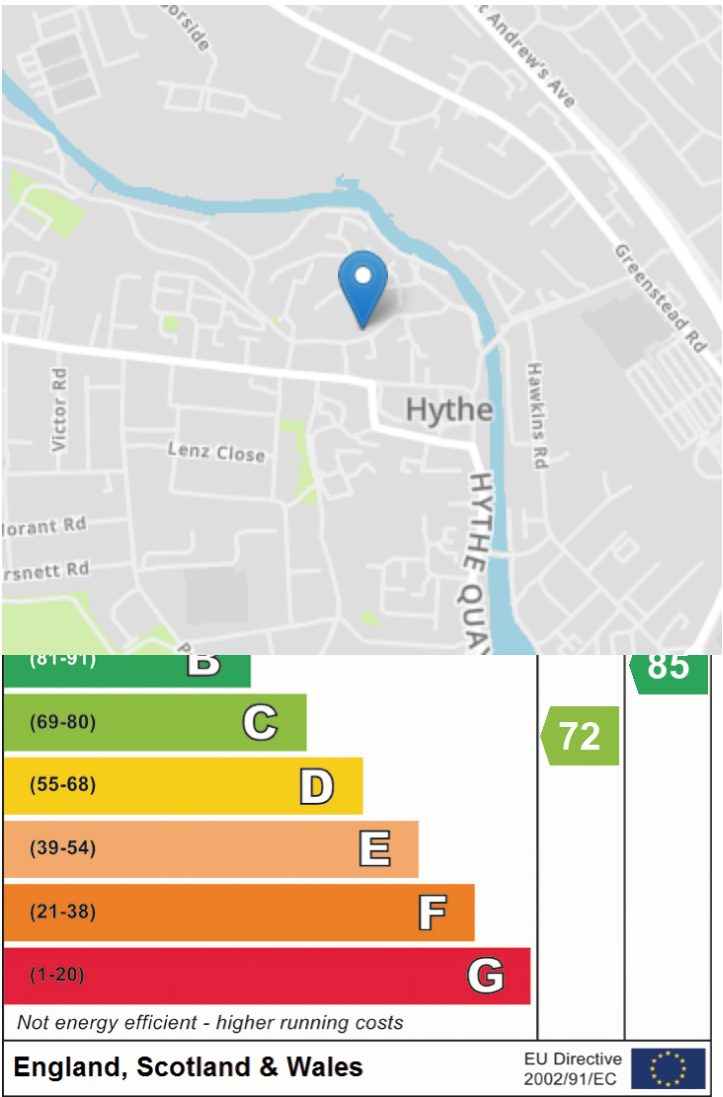 orside
t Andrew's Ave
Greenstead Rd
Victor Rd
Hawkins Rd
Hythe
Lenz Close
HYTHE QUAY
lorant Rd
rsnett Rd
P
(81-91) B 85
(69-80) C 72
(55-68) D
(39-54) E
(21-38) F
(1-20) G
Not energy efficient - higher running costs
England, Scotland & Wales
EU Directive
2002/91/EC